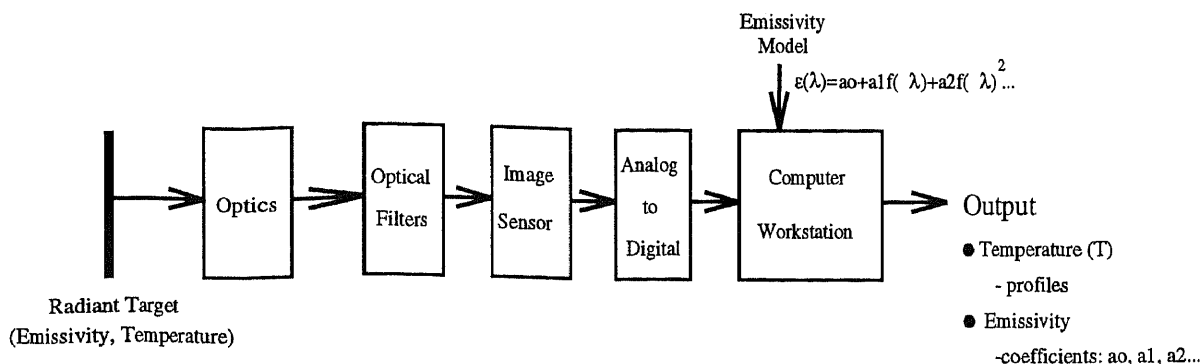 Emissivity
Model
ε(λ)=ao+a1f( λ)+a2f( λ)²...
Radiant Target
(Emissivity, Temperature)
Optics
Optical
Filters
Image
Sensor
Analog
to
Digital
Computer
Workstation
Output
● Temperature (T)
- profiles
● Emissivity
-coefficients: ao, a1, a2...